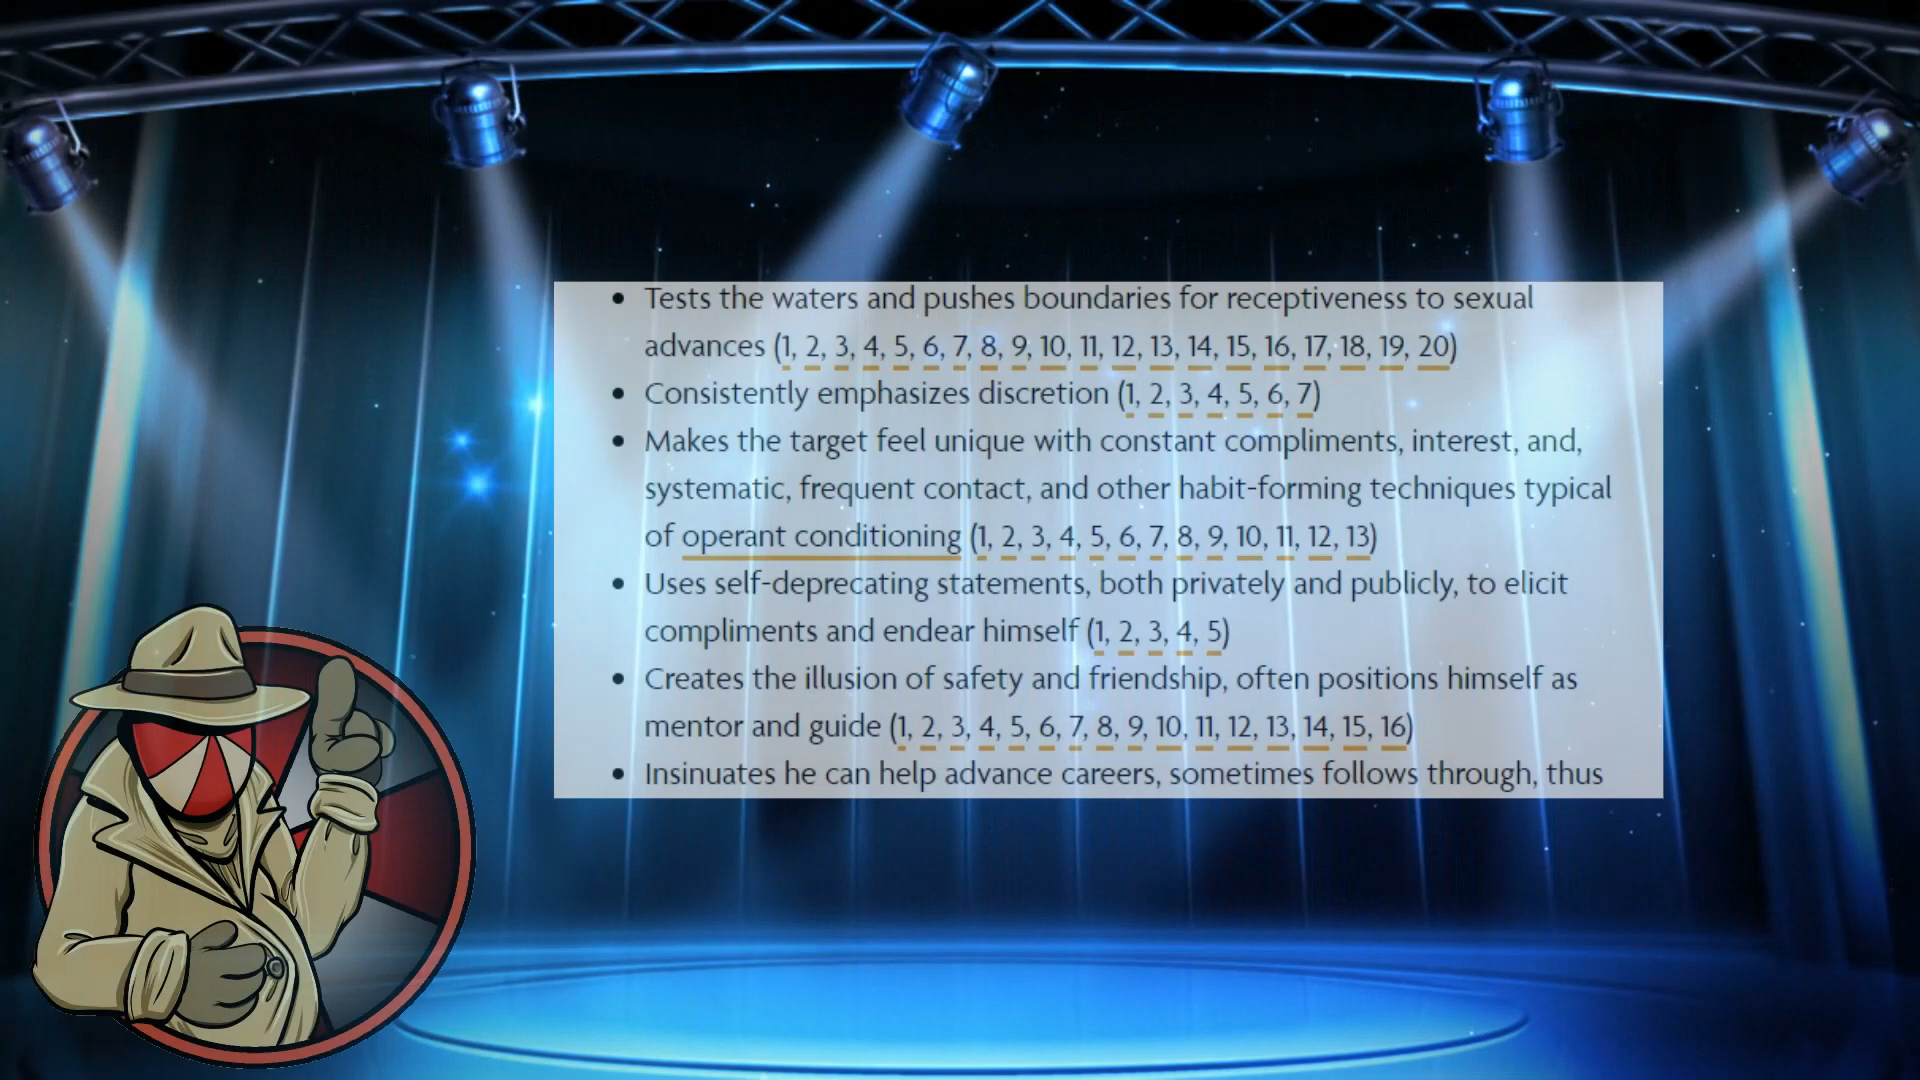 • Tests the waters and pushes boundaries for receptiveness to sexual
advances (1, 2, 3, 4, 5, 6, 7, 8, 9, 10, 11, 12, 13, 14, 15, 16, 17, 18, 19, 20)
• Consistently emphasizes discretion (1, 2, 3, 4, 5, 6, 7)
• Makes the target feel unique with constant compliments, interest, and,
systematic, frequent contact, and other habit-forming techniques typical
of operant conditioning (1, 2, 3, 4, 5, 6, 7, 8, 9, 10, 11, 12, 13)
• Uses self-deprecating statements, both privately and publicly, to elicit
compliments and endear himself (1, 2, 3, 4, 5)
• Creates the illusion of safety and friendship, often positions himself as
mentor and guide (1, 2, 3, 4, 5, 6, 7, 8, 9, 10, 11, 12, 13, 14, 15, 16)
• Insinuates he can help advance careers, sometimes follows through, thus